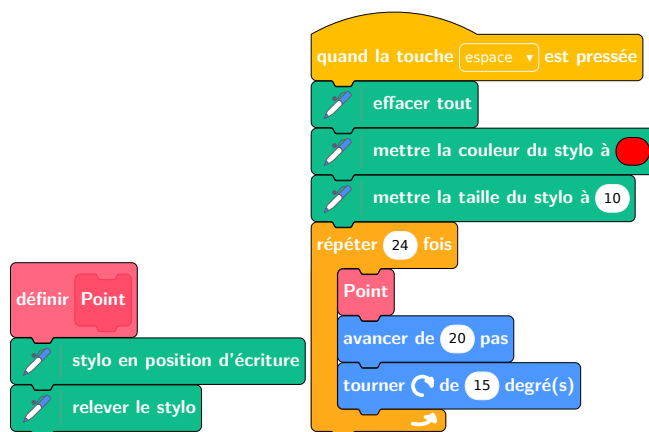 définir Point
stylo en position d'écriture
relever le stylo
quand la touche espace ▾ est pressée
effacer tout
mettre la couleur du stylo à
mettre la taille du stylo à 10
répéter 24 fois
Point
avancer de 20 pas
tourner de 15 degré(s)